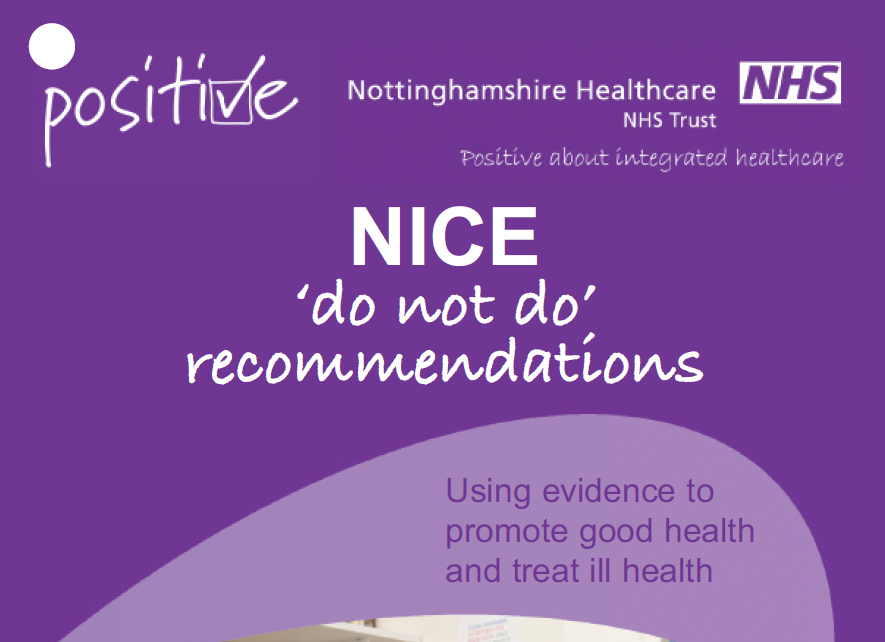 positive
Nottinghamshire Healthcare NHS
NHS Trust
Positive about integrated healthcare
NICE
‘do not do’
recommendations
Using evidence to
promote good health
and treat ill health